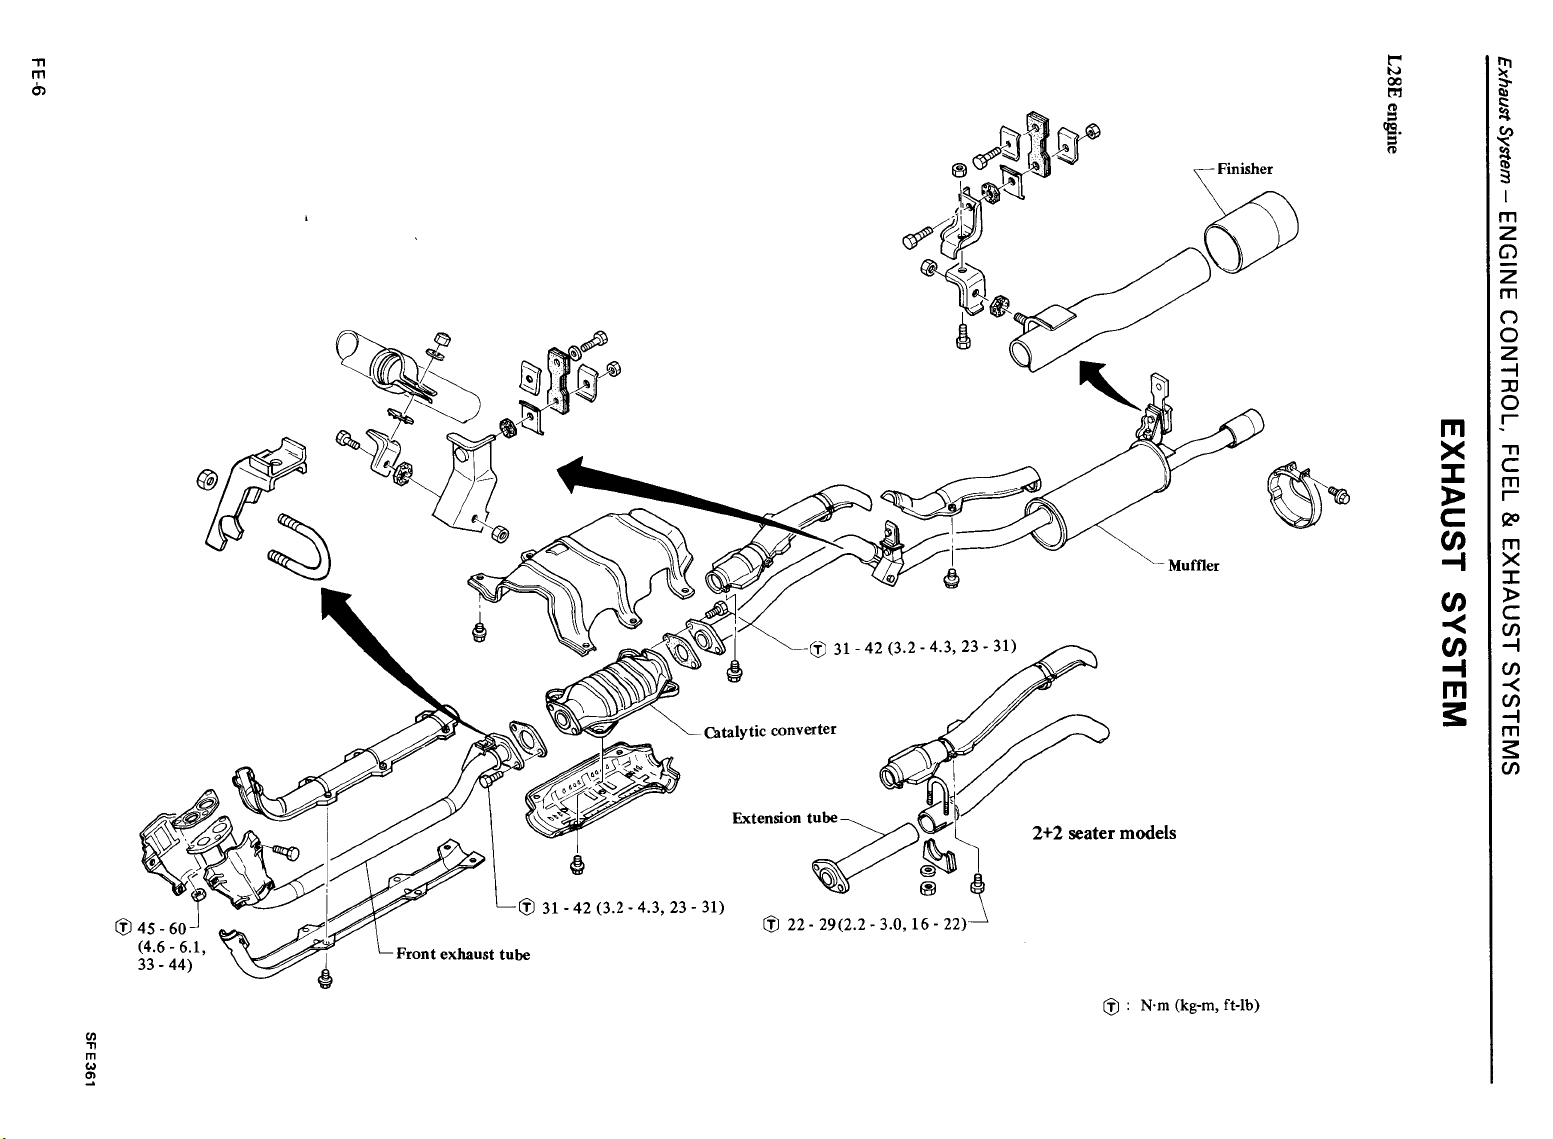 Exhaust System – ENGINE CONTROL, FUEL & EXHAUST SYSTEMS
EXHAUST SYSTEM
L28E engine
Finisher
Muffler
Ⓣ 31 - 42 (3.2 - 4.3, 23 - 31)
Catalytic converter
Extension tube
2+2 seater models
Ⓣ 31 - 42 (3.2 - 4.3, 23 - 31)
Ⓣ 22 - 29(2.2 - 3.0, 16 - 22)
Ⓣ 45 - 60
(4.6 - 6.1,
33 - 44)
Front exhaust tube
Ⓣ : N·m (kg-m, ft-lb)
SFE361
FE-6